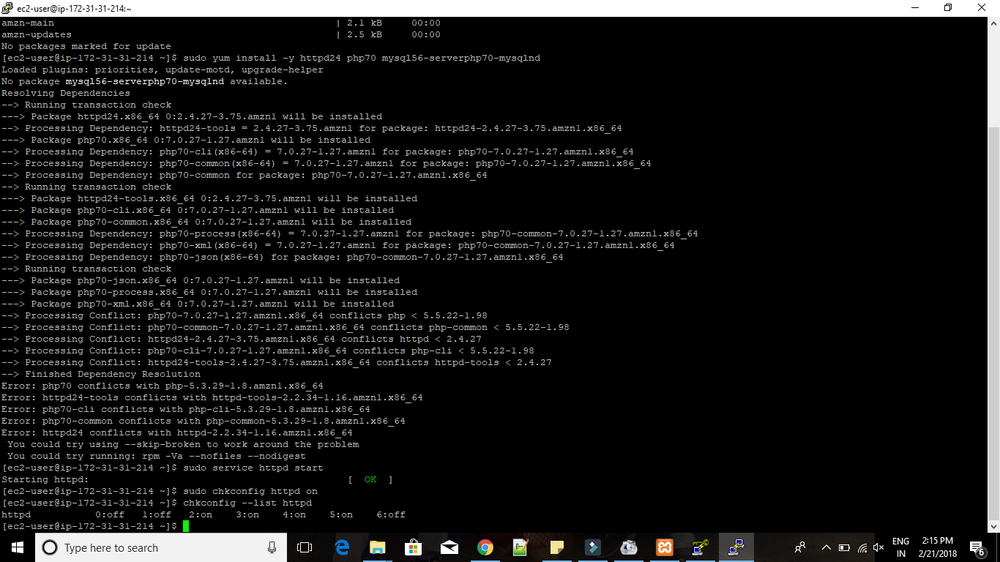 ec2-user@ip-172-31-31-214:~
amzn-main | 2.1 kB 00:00
amzn-updates | 2.5 kB 00:00
No packages marked for update
[ec2-user@ip-172-31-31-214 ~]$ sudo yum install -y httpd24 php70 mysql56-serverphp70-mysqlnd
Loaded plugins: priorities, update-motd, upgrade-helper
No package mysql56-serverphp70-mysqlnd available.
Resolving Dependencies
--> Running transaction check
---> Package httpd24.x86_64 0:2.4.27-3.75.amzn1 will be installed
--> Processing Dependency: httpd24-tools = 2.4.27-3.75.amzn1 for package: httpd24-2.4.27-3.75.amzn1.x86_64
---> Package php70.x86_64 0:7.0.27-1.27.amzn1 will be installed
--> Processing Dependency: php70-cli(x86-64) = 7.0.27-1.27.amzn1 for package: php70-7.0.27-1.27.amzn1.x86_64
--> Processing Dependency: php70-common(x86-64) = 7.0.27-1.27.amzn1 for package: php70-7.0.27-1.27.amzn1.x86_64
--> Processing Dependency: php70-common for package: php70-7.0.27-1.27.amzn1.x86_64
--> Running transaction check
---> Package httpd24-tools.x86_64 0:2.4.27-3.75.amzn1 will be installed
---> Package php70-cli.x86_64 0:7.0.27-1.27.amzn1 will be installed
---> Package php70-common.x86_64 0:7.0.27-1.27.amzn1 will be installed
--> Processing Dependency: php70-process(x86-64) = 7.0.27-1.27.amzn1 for package: php70-common-7.0.27-1.27.amzn1.x86_64
--> Processing Dependency: php70-xml(x86-64) = 7.0.27-1.27.amzn1 for package: php70-common-7.0.27-1.27.amzn1.x86_64
--> Processing Dependency: php70-json(x86-64) for package: php70-common-7.0.27-1.27.amzn1.x86_64
--> Running transaction check
---> Package php70-json.x86_64 0:7.0.27-1.27.amzn1 will be installed
---> Package php70-process.x86_64 0:7.0.27-1.27.amzn1 will be installed
---> Package php70-xml.x86_64 0:7.0.27-1.27.amzn1 will be installed
--> Processing Conflict: php70-7.0.27-1.27.amzn1.x86_64 conflicts php < 5.5.22-1.98
--> Processing Conflict: php70-common-7.0.27-1.27.amzn1.x86_64 conflicts php-common < 5.5.22-1.98
--> Processing Conflict: httpd24-2.4.27-3.75.amzn1.x86_64 conflicts httpd < 2.4.27
--> Processing Conflict: php70-cli-7.0.27-1.27.amzn1.x86_64 conflicts php-cli < 5.5.22-1.98
--> Processing Conflict: httpd24-tools-2.4.27-3.75.amzn1.x86_64 conflicts httpd-tools < 2.4.27
--> Finished Dependency Resolution
Error: php70 conflicts with php-5.3.29-1.8.amzn1.x86_64
Error: httpd24-tools conflicts with httpd-tools-2.2.34-1.16.amzn1.x86_64
Error: php70-cli conflicts with php-cli-5.3.29-1.8.amzn1.x86_64
Error: php70-common conflicts with php-common-5.3.29-1.8.amzn1.x86_64
Error: httpd24 conflicts with httpd-2.2.34-1.16.amzn1.x86_64
You could try using --skip-broken to work around the problem
You could try running: rpm -Va --nofiles --nodigest
[ec2-user@ip-172-31-31-214 ~]$ sudo service httpd start
Starting httpd: [ OK ]
[ec2-user@ip-172-31-31-214 ~]$ sudo chkconfig httpd on
[ec2-user@ip-172-31-31-214 ~]$ chkconfig --list httpd
httpd 0:off 1:off 2:on 3:on 4:on 5:on 6:off
[ec2-user@ip-172-31-31-214 ~]$
Type here to search
ENG
IN
2:15 PM
2/21/2018
6